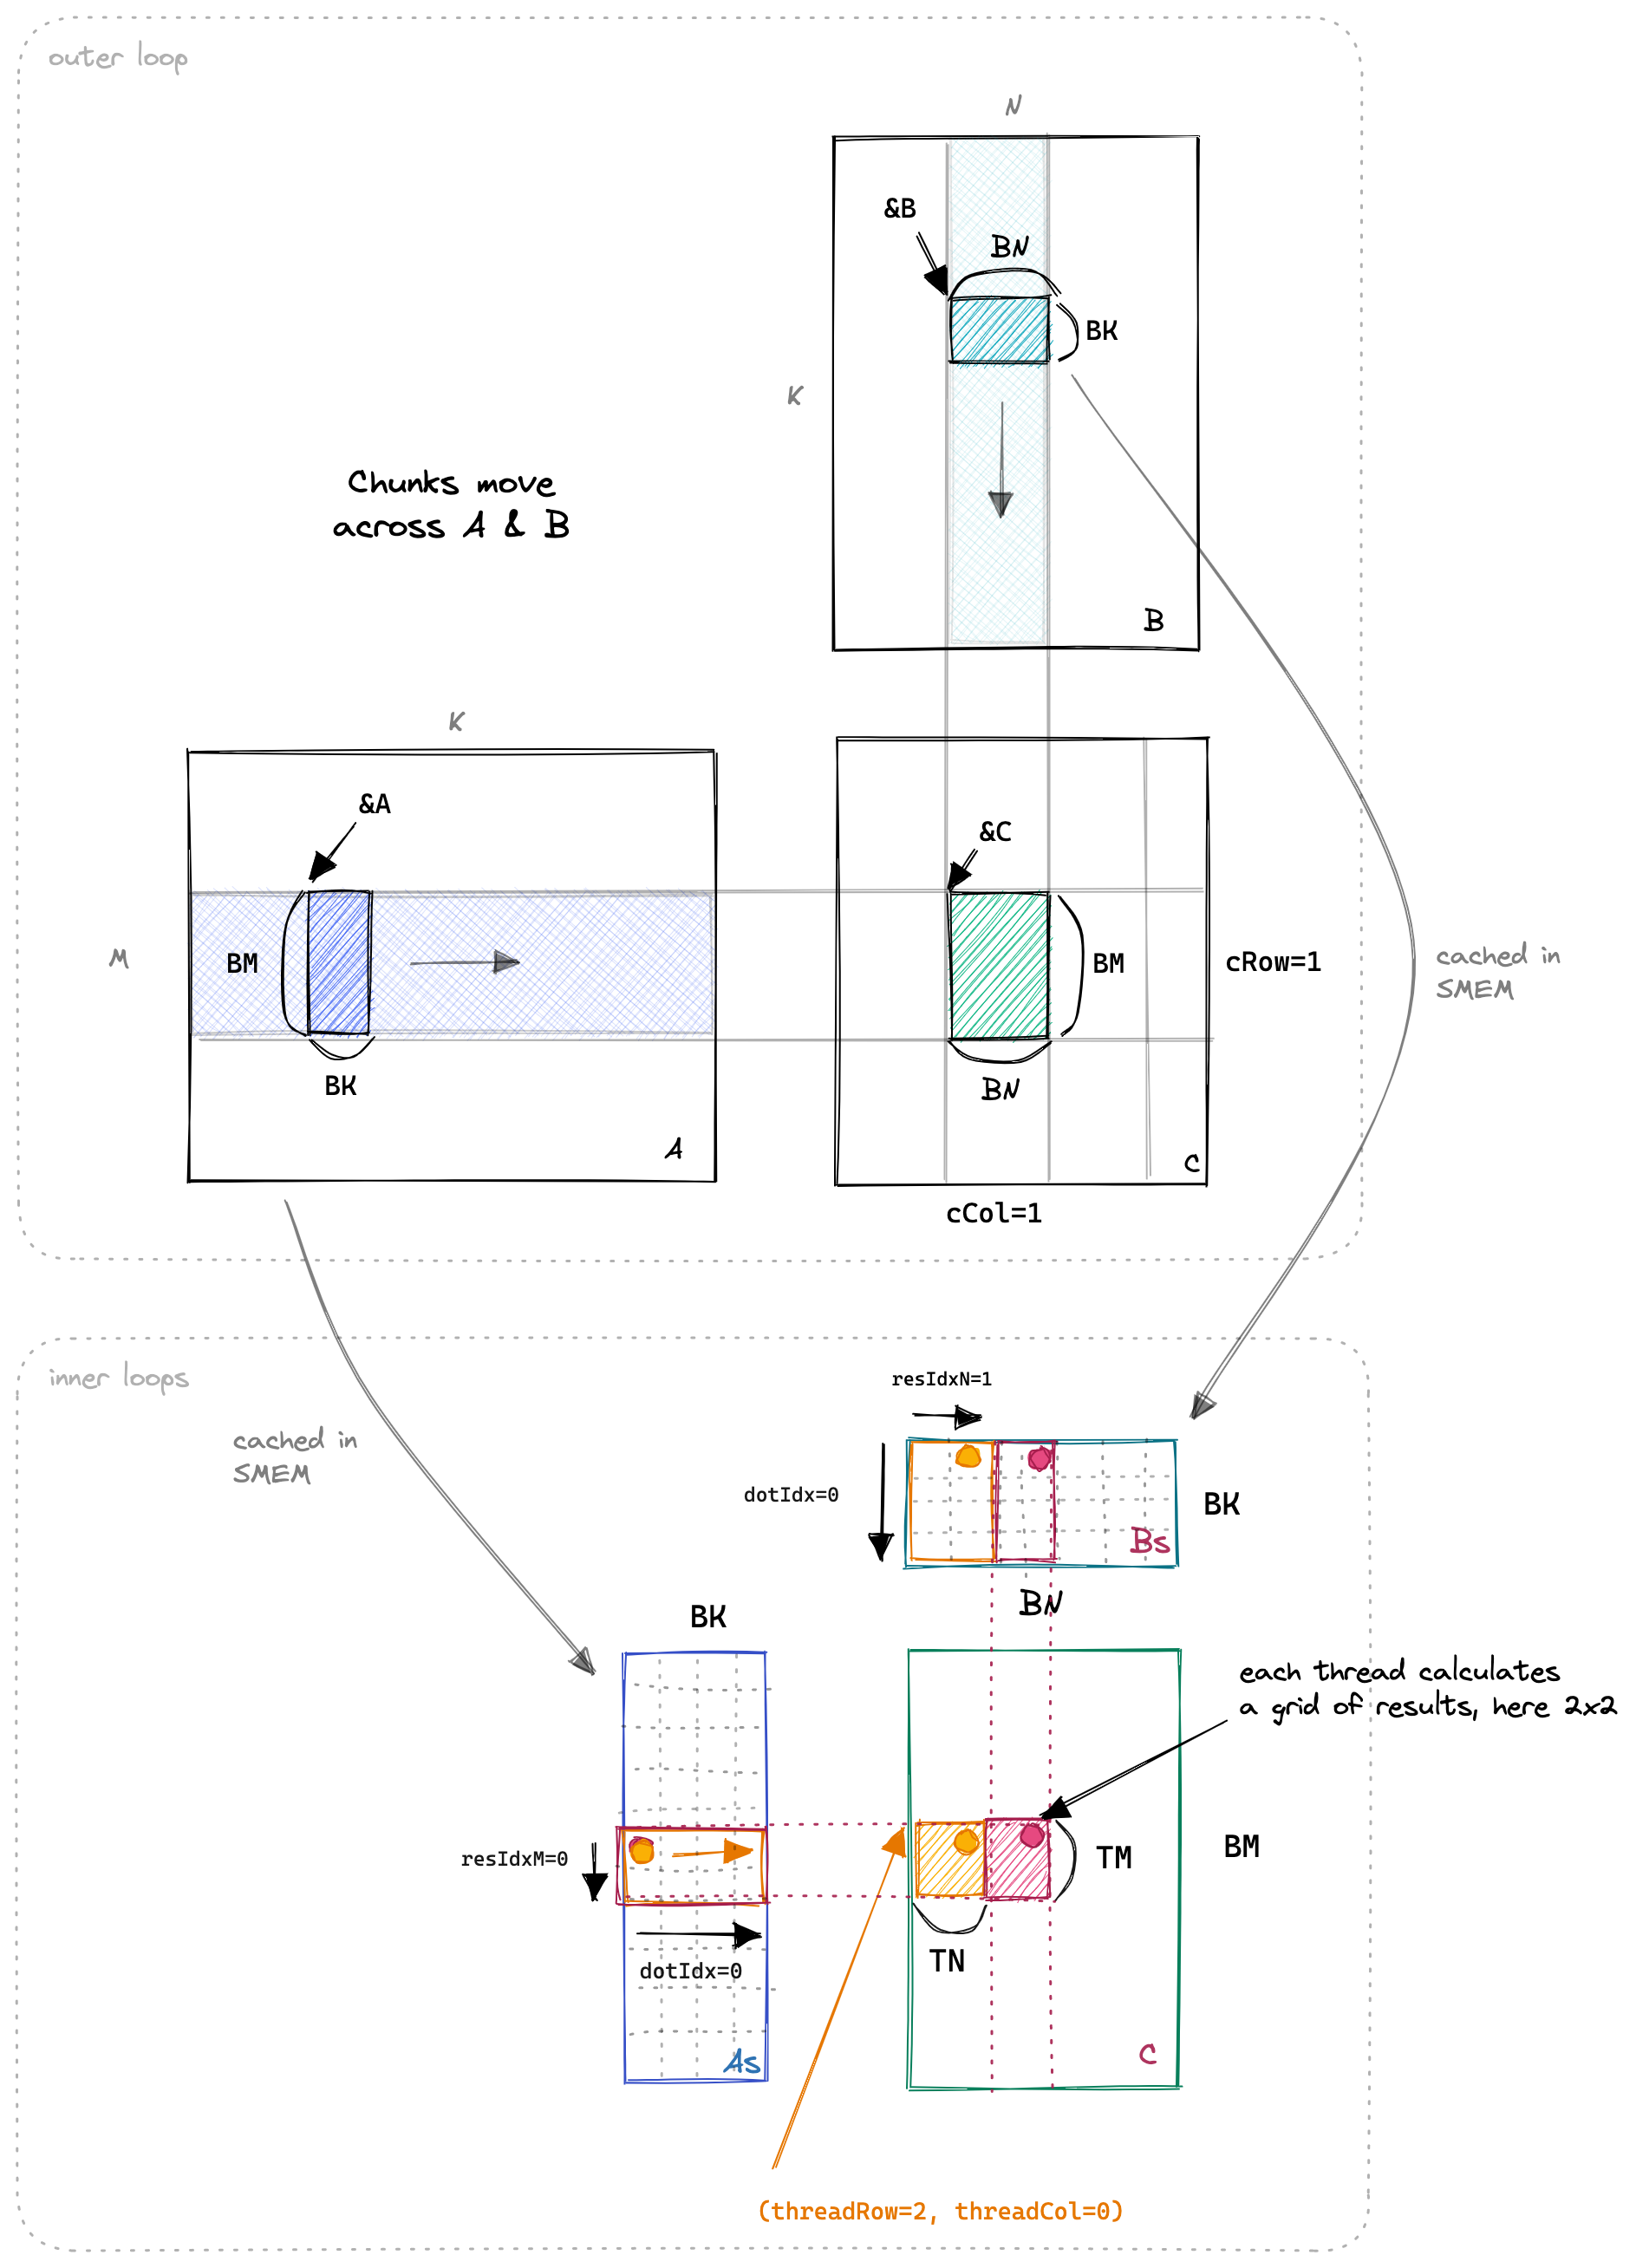 outer loop
N
&B
BN
BK
K
Chunks move
across A & B
B
K
&A
&C
M
BM
BM
cRow=1
cached in
SMEM
BK
BN
A
C
cCol=1
inner loops
resIdxN=1
cached in
SMEM
dotIdx=0
BK
Bs
BN
BK
each thread calculates
a grid of results, here 2x2
resIdxM=0
TM
BM
TN
dotIdx=0
As
C
(threadRow=2, threadCol=0)